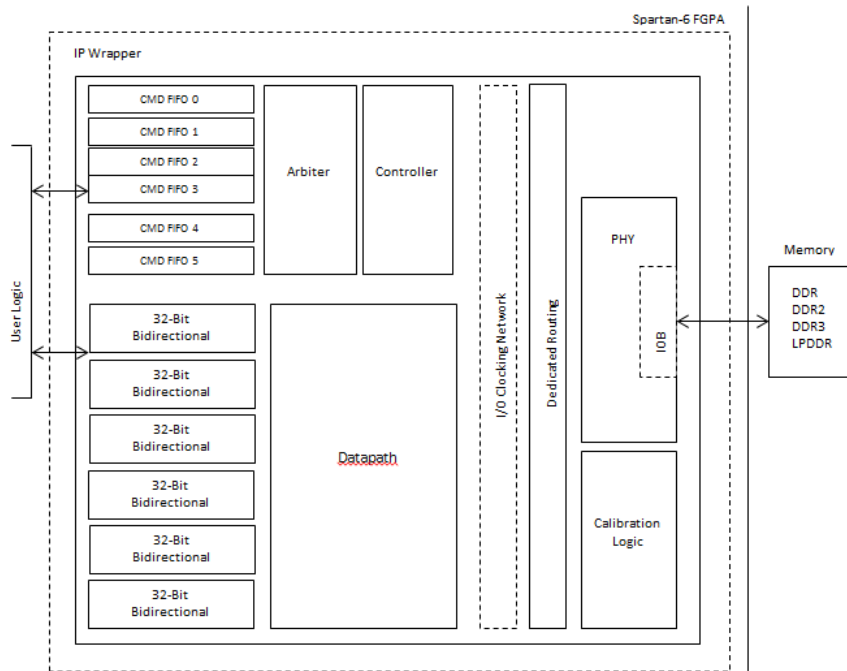 Spartan-6 FGPA
IP Wrapper
CMD FIFO 0
CMD FIFO 1
CMD FIFO 2
CMD FIFO 3
CMD FIFO 4
CMD FIFO 5
Arbiter
Controller
User Logic
32-Bit
Bidirectional
32-Bit
Bidirectional
32-Bit
Bidirectional
32-Bit
Bidirectional
32-Bit
Bidirectional
32-Bit
Bidirectional
Datapath
I/O Clocking Network
Dedicated Routing
PHY
IOB
Calibration
Logic
Memory
DDR
DDR2
DDR3
LPDDR